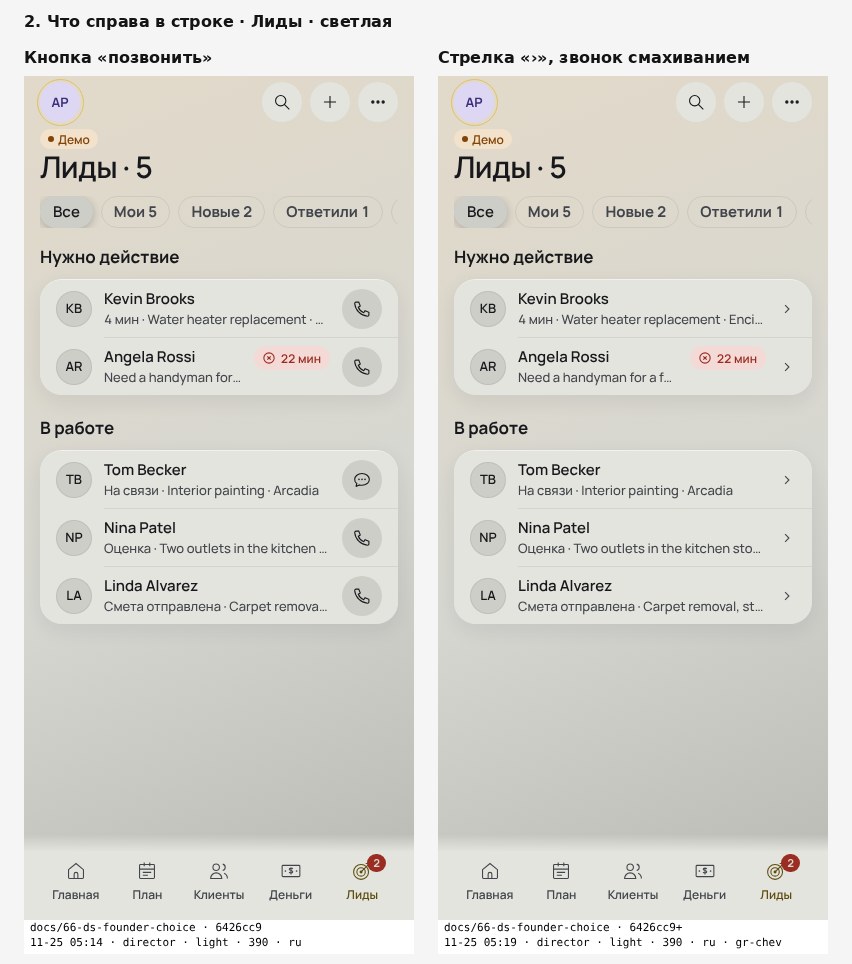 2. Что справа в строке · Лиды · светлая
Кнопка «позвонить»
AP
Демо
Лиды · 5
Все
Мои 5
Новые 2
Ответили 1
Нужно действие
KB
Kevin Brooks
4 мин · Water heater replacement · ...
AR
Angela Rossi
22 мин
Need a handyman for...
В работе
TB
Tom Becker
На связи · Interior painting · Arcadia
NP
Nina Patel
Оценка · Two outlets in the kitchen ...
LA
Linda Alvarez
Смета отправлена · Carpet remova...
2
Главная
План
Клиенты
Деньги
Лиды
docs/66-ds-founder-choice · 6426cc9
11-25 05:14 · director · light · 390 · ru
Стрелка «›», звонок смахиванием
AP
Демо
Лиды · 5
Все
Мои 5
Новые 2
Ответили 1
Нужно действие
KB
Kevin Brooks
4 мин · Water heater replacement · Enci...
AR
Angela Rossi
22 мин
Need a handyman for a f...
В работе
TB
Tom Becker
На связи · Interior painting · Arcadia
NP
Nina Patel
Оценка · Two outlets in the kitchen sto...
LA
Linda Alvarez
Смета отправлена · Carpet removal, st...
2
Главная
План
Клиенты
Деньги
Лиды
docs/66-ds-founder-choice · 6426cc9+
11-25 05:19 · director · light · 390 · ru · gr-chev